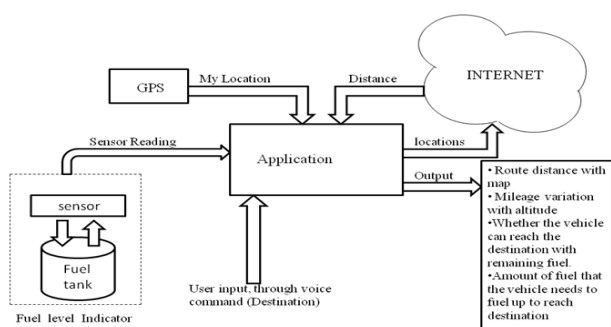 GPS
My Location
Distance
INTERNET
Sensor Reading
Application
locations
Output
sensor
Fuel
tank
Fuel level Indicator
User input, through voice
command (Destination)
• Route distance with
map
• Mileage variation
with altitude
•Whether the vehicle
can reach the
destination with
remaining fuel.
•Amount of fuel that
the vehicle needs to
fuel up to reach
destination